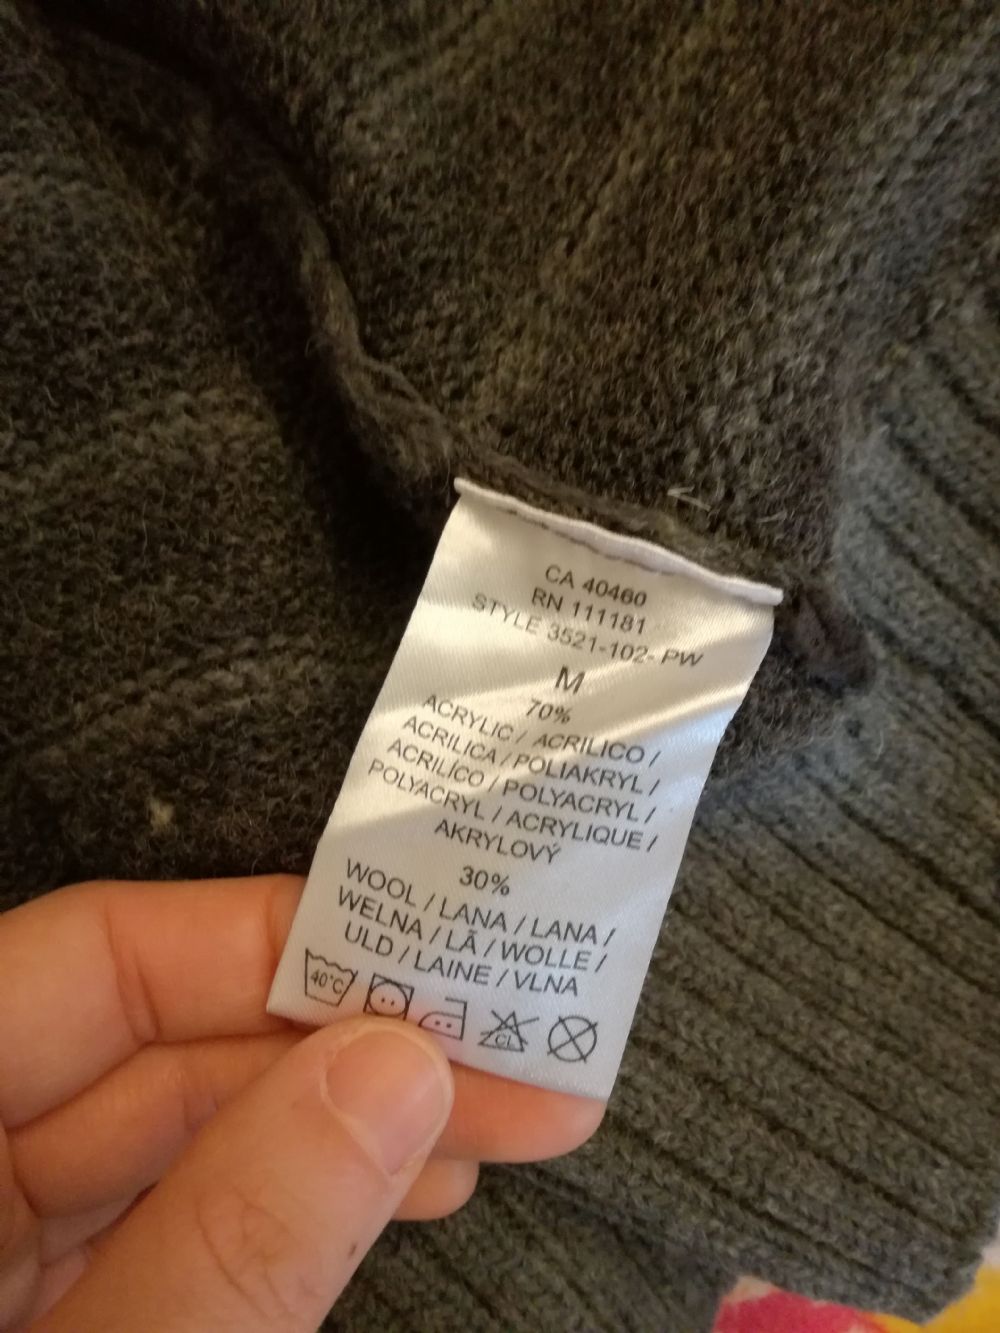 CA 40460
RN 111181
STYLE 3521-102- PW
M
70%
ACRYLIC / ACRILICO /
ACRILICA / POLIAKRYL /
ACRILÍCO / POLYACRYL /
POLYACRYL / ACRYLIQUE /
AKRYLOVÝ
30%
WOOL / LANA / LANA /
WELNA / LÃ / WOLLE /
ULD / LAINE / VLNA
40°C CL